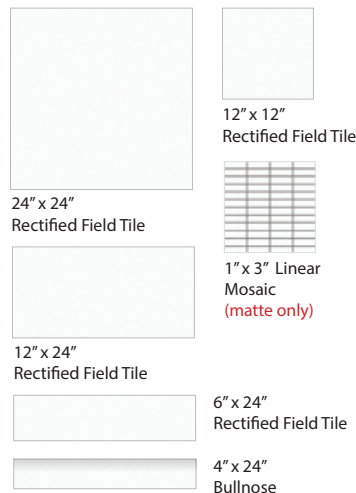 24” x 24”
Rectified Field Tile
12” x 12”
Rectified Field Tile
1” x 3” Linear
Mosaic
(matte only)
12” x 24”
Rectified Field Tile
6” x 24”
Rectified Field Tile
4” x 24”
Bullnose